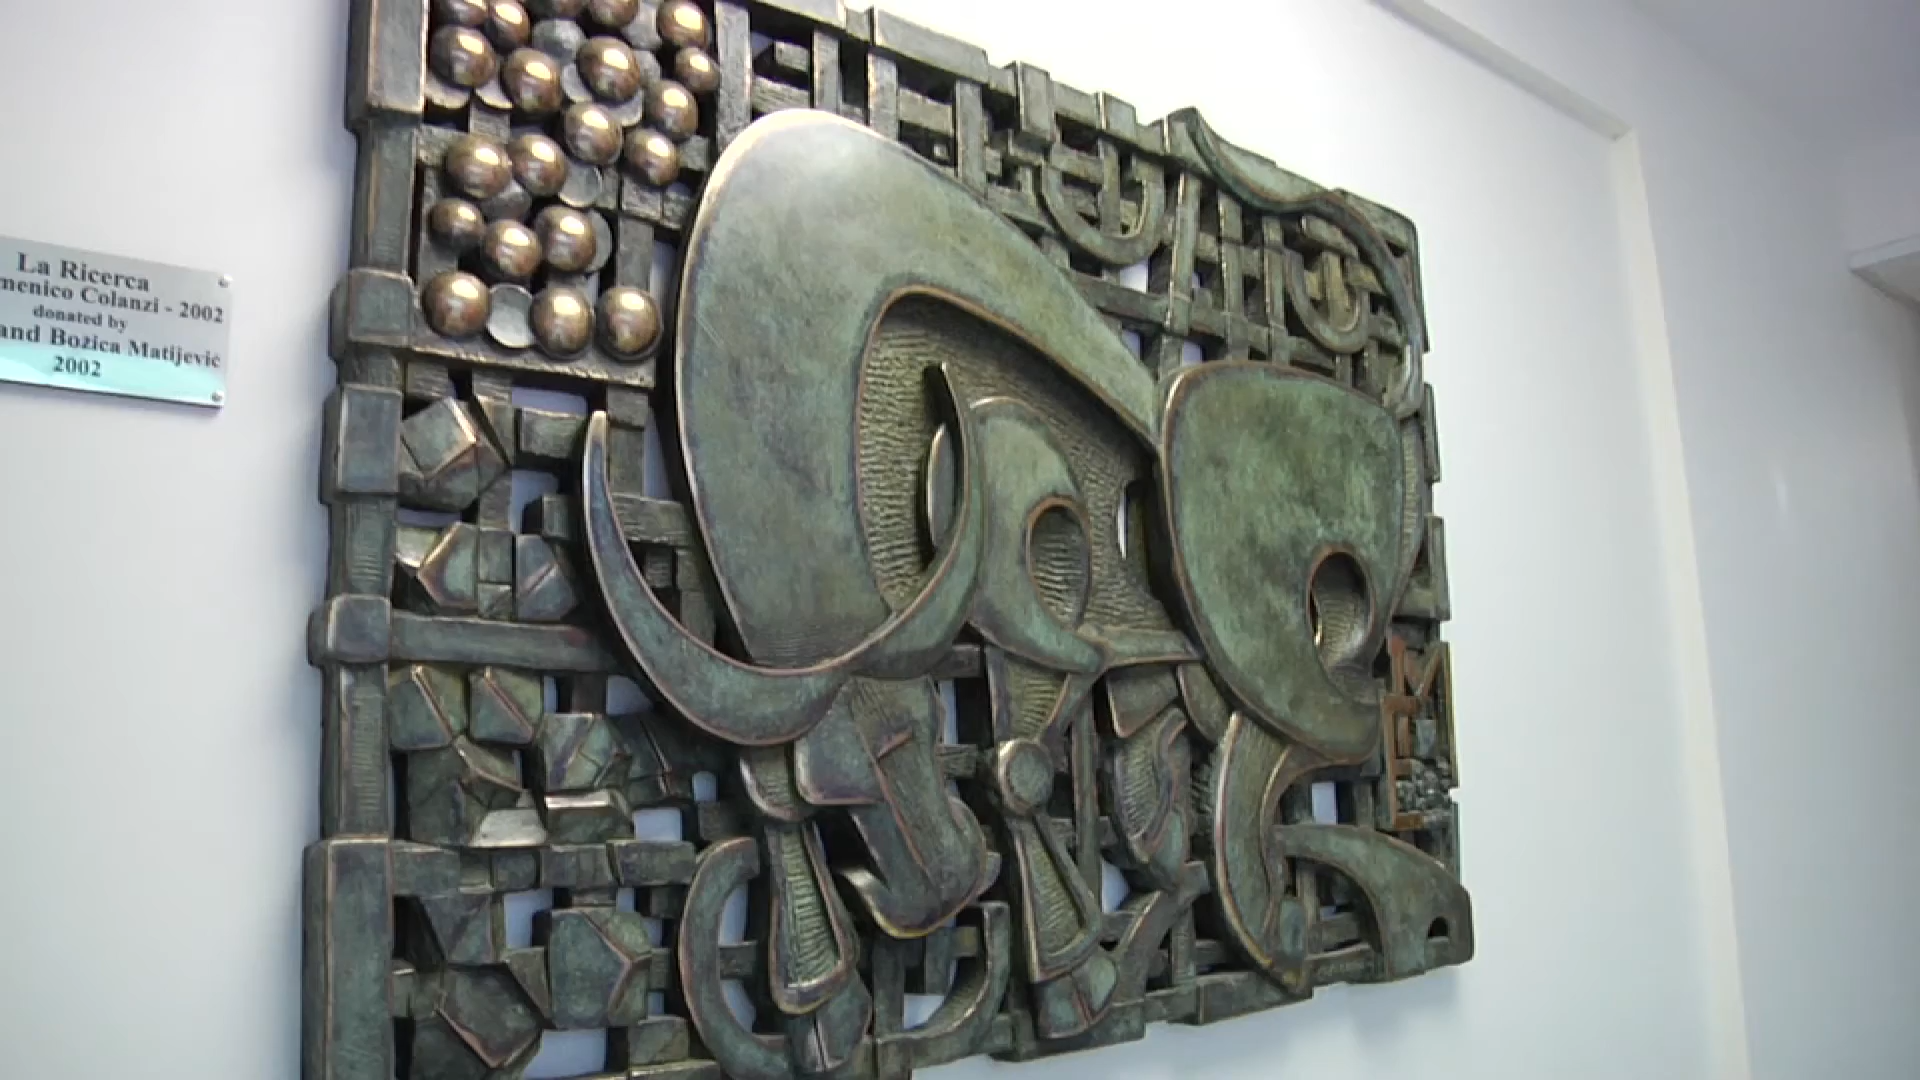 La Ricerca
menico Colanzi - 2002
donated by
and Božica Matijević
2002